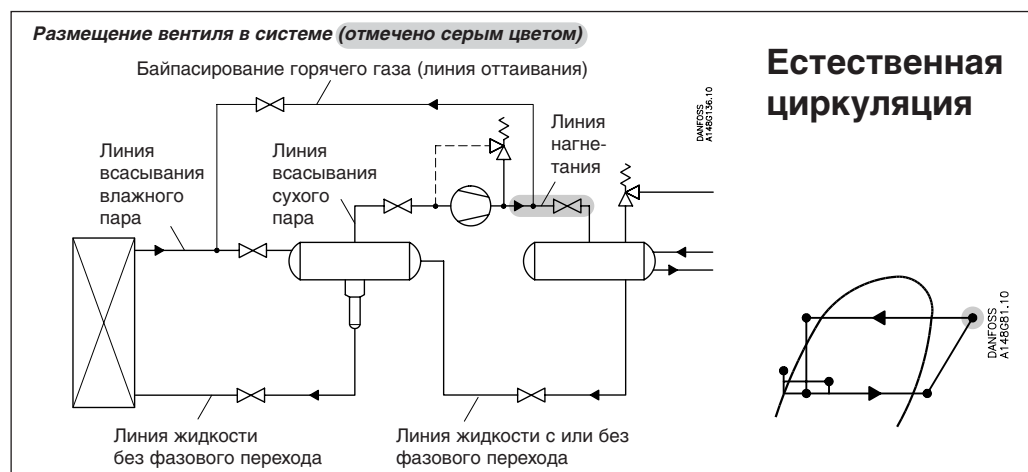 Размещение вентиля в системе (отмечено серым цветом)
Байпасирование горячего газа (линия оттаивания)
Естественная
циркуляция
DANFOSS
A148G136.10
Линия
всасывания
влажного
пара
Линия
всасывания
сухого
пара
Линия
нагне-
тания
DANFOSS
A148G81.10
Линия жидкости
без фазового перехода
Линия жидкости с или без
фазового перехода